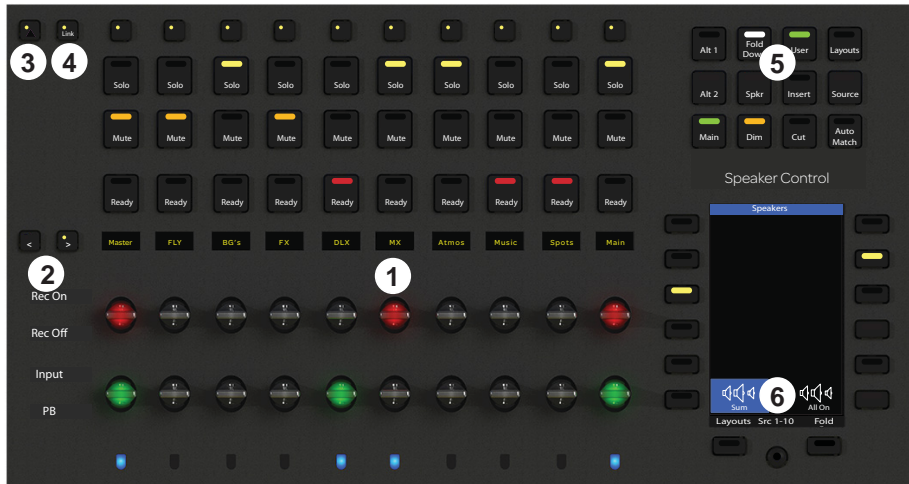 Link
3 4
Solo Solo Solo Solo Solo Solo Solo Solo Solo Solo
Mute Mute Mute Mute Mute Mute Mute Mute Mute Mute
Ready Ready Ready Ready Ready Ready Ready Ready Ready Ready
< >
Master FLY BG's FX DLX MX Atmos Music Spots Main
2 1
Rec On
Rec Off
Input
PB
Alt 1 Fold Down User Layouts
5
Alt 2 Spkr Insert Source
Main Dim Cut Auto Match
Speaker Control
Speakers
6
Sum All On
Layouts Src 1-10 Fold